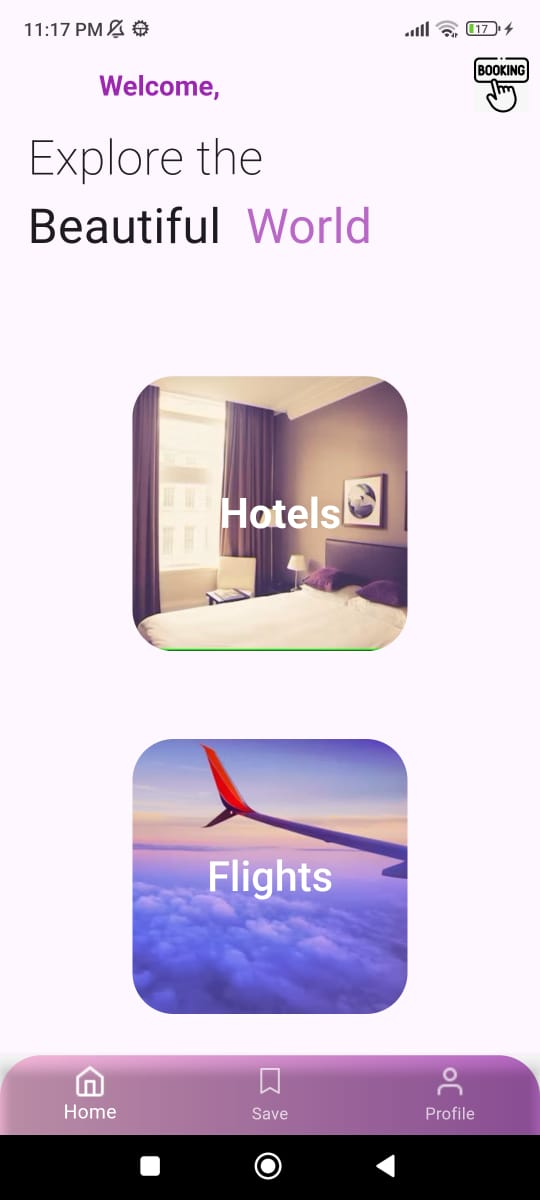 11:17 PM
17
BOOKING
Welcome,
Explore the
Beautiful World
Hotels
Flights
Home Save Profile